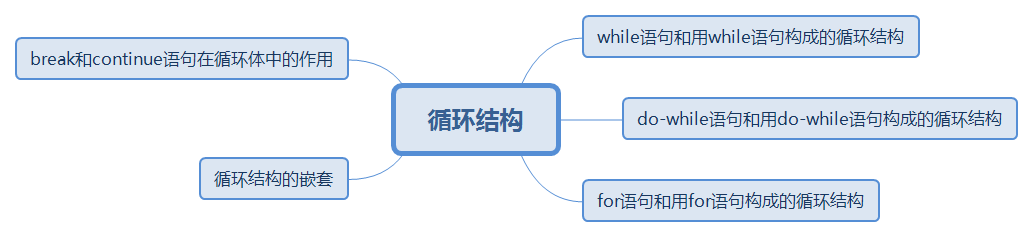 while语句和用while语句构成的循环结构
break和continue语句在循环体中的作用
循环结构
do-while语句和用do-while语句构成的循环结构
循环结构的嵌套
for语句和用for语句构成的循环结构